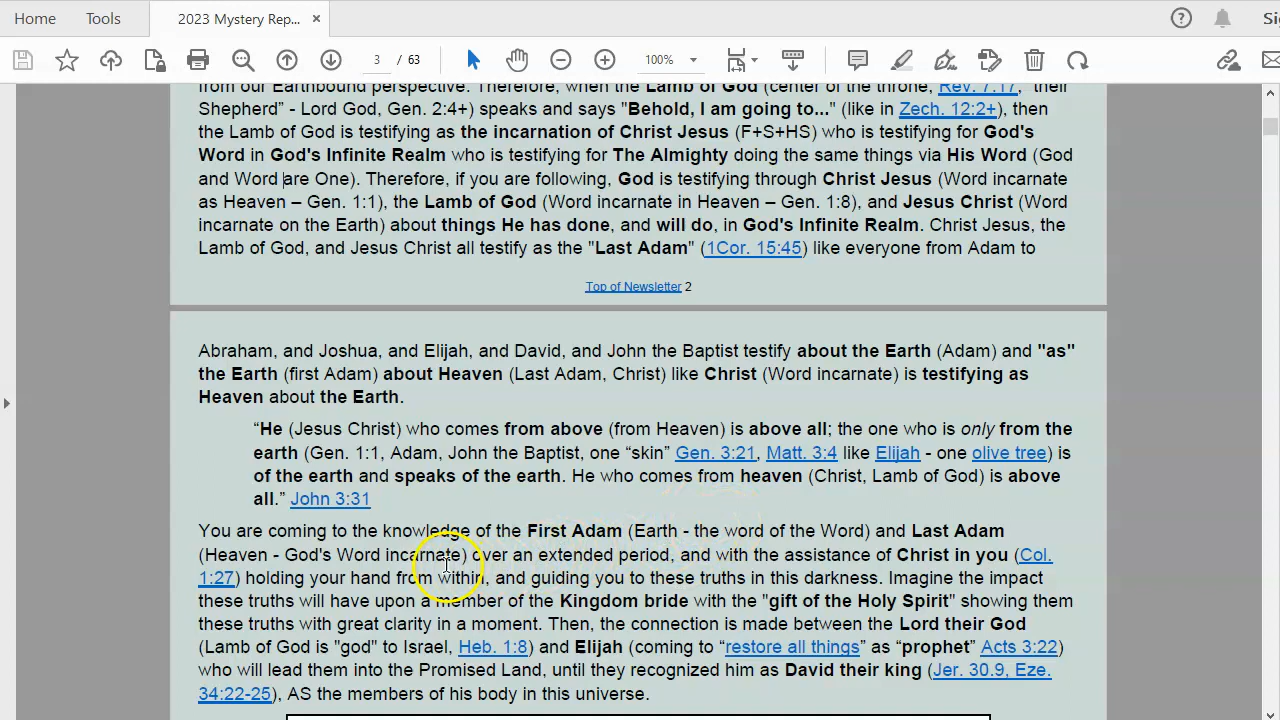 Home Tools 2023 Mystery Rep... × Si
3 / 63 100%
from our Earthbound perspective. Therefore, when the Lamb of God (center of the throne, Rev. 7:17, "their
Shepherd” - Lord God, Gen. 2:4+) speaks and says "Behold, I am going to..." (like in Zech. 12:2+), then
the Lamb of God is testifying as the incarnation of Christ Jesus (F+S+HS) who is testifying for God's
Word in God's Infinite Realm who is testifying for The Almighty doing the same things via His Word (God
and Word are One). Therefore, if you are following, God is testifying through Christ Jesus (Word incarnate
as Heaven – Gen. 1:1), the Lamb of God (Word incarnate in Heaven – Gen. 1:8), and Jesus Christ (Word
incarnate on the Earth) about things He has done, and will do, in God's Infinite Realm. Christ Jesus, the
Lamb of God, and Jesus Christ all testify as the "Last Adam" (1Cor. 15:45) like everyone from Adam to
Top of Newsletter 2
Abraham, and Joshua, and Elijah, and David, and John the Baptist testify about the Earth (Adam) and "as"
the Earth (first Adam) about Heaven (Last Adam, Christ) like Christ (Word incarnate) is testifying as
Heaven about the Earth.
“He (Jesus Christ) who comes from above (from Heaven) is above all; the one who is only from the
earth (Gen. 1:1, Adam, John the Baptist, one “skin” Gen. 3:21, Matt. 3:4 like Elijah - one olive tree) is
of the earth and speaks of the earth. He who comes from heaven (Christ, Lamb of God) is above
all.” John 3:31
You are coming to the knowledge of the First Adam (Earth - the word of the Word) and Last Adam
(Heaven - God's Word incarnate) over an extended period, and with the assistance of Christ in you (Col.
1:27) holding your hand from within, and guiding you to these truths in this darkness. Imagine the impact
these truths will have upon a member of the Kingdom bride with the "gift of the Holy Spirit" showing them
these truths with great clarity in a moment. Then, the connection is made between the Lord their God
(Lamb of God is "god" to Israel, Heb. 1:8) and Elijah (coming to “restore all things" as “prophet” Acts 3:22)
who will lead them into the Promised Land, until they recognized him as David their king (Jer. 30.9, Eze.
34:22-25), AS the members of his body in this universe.